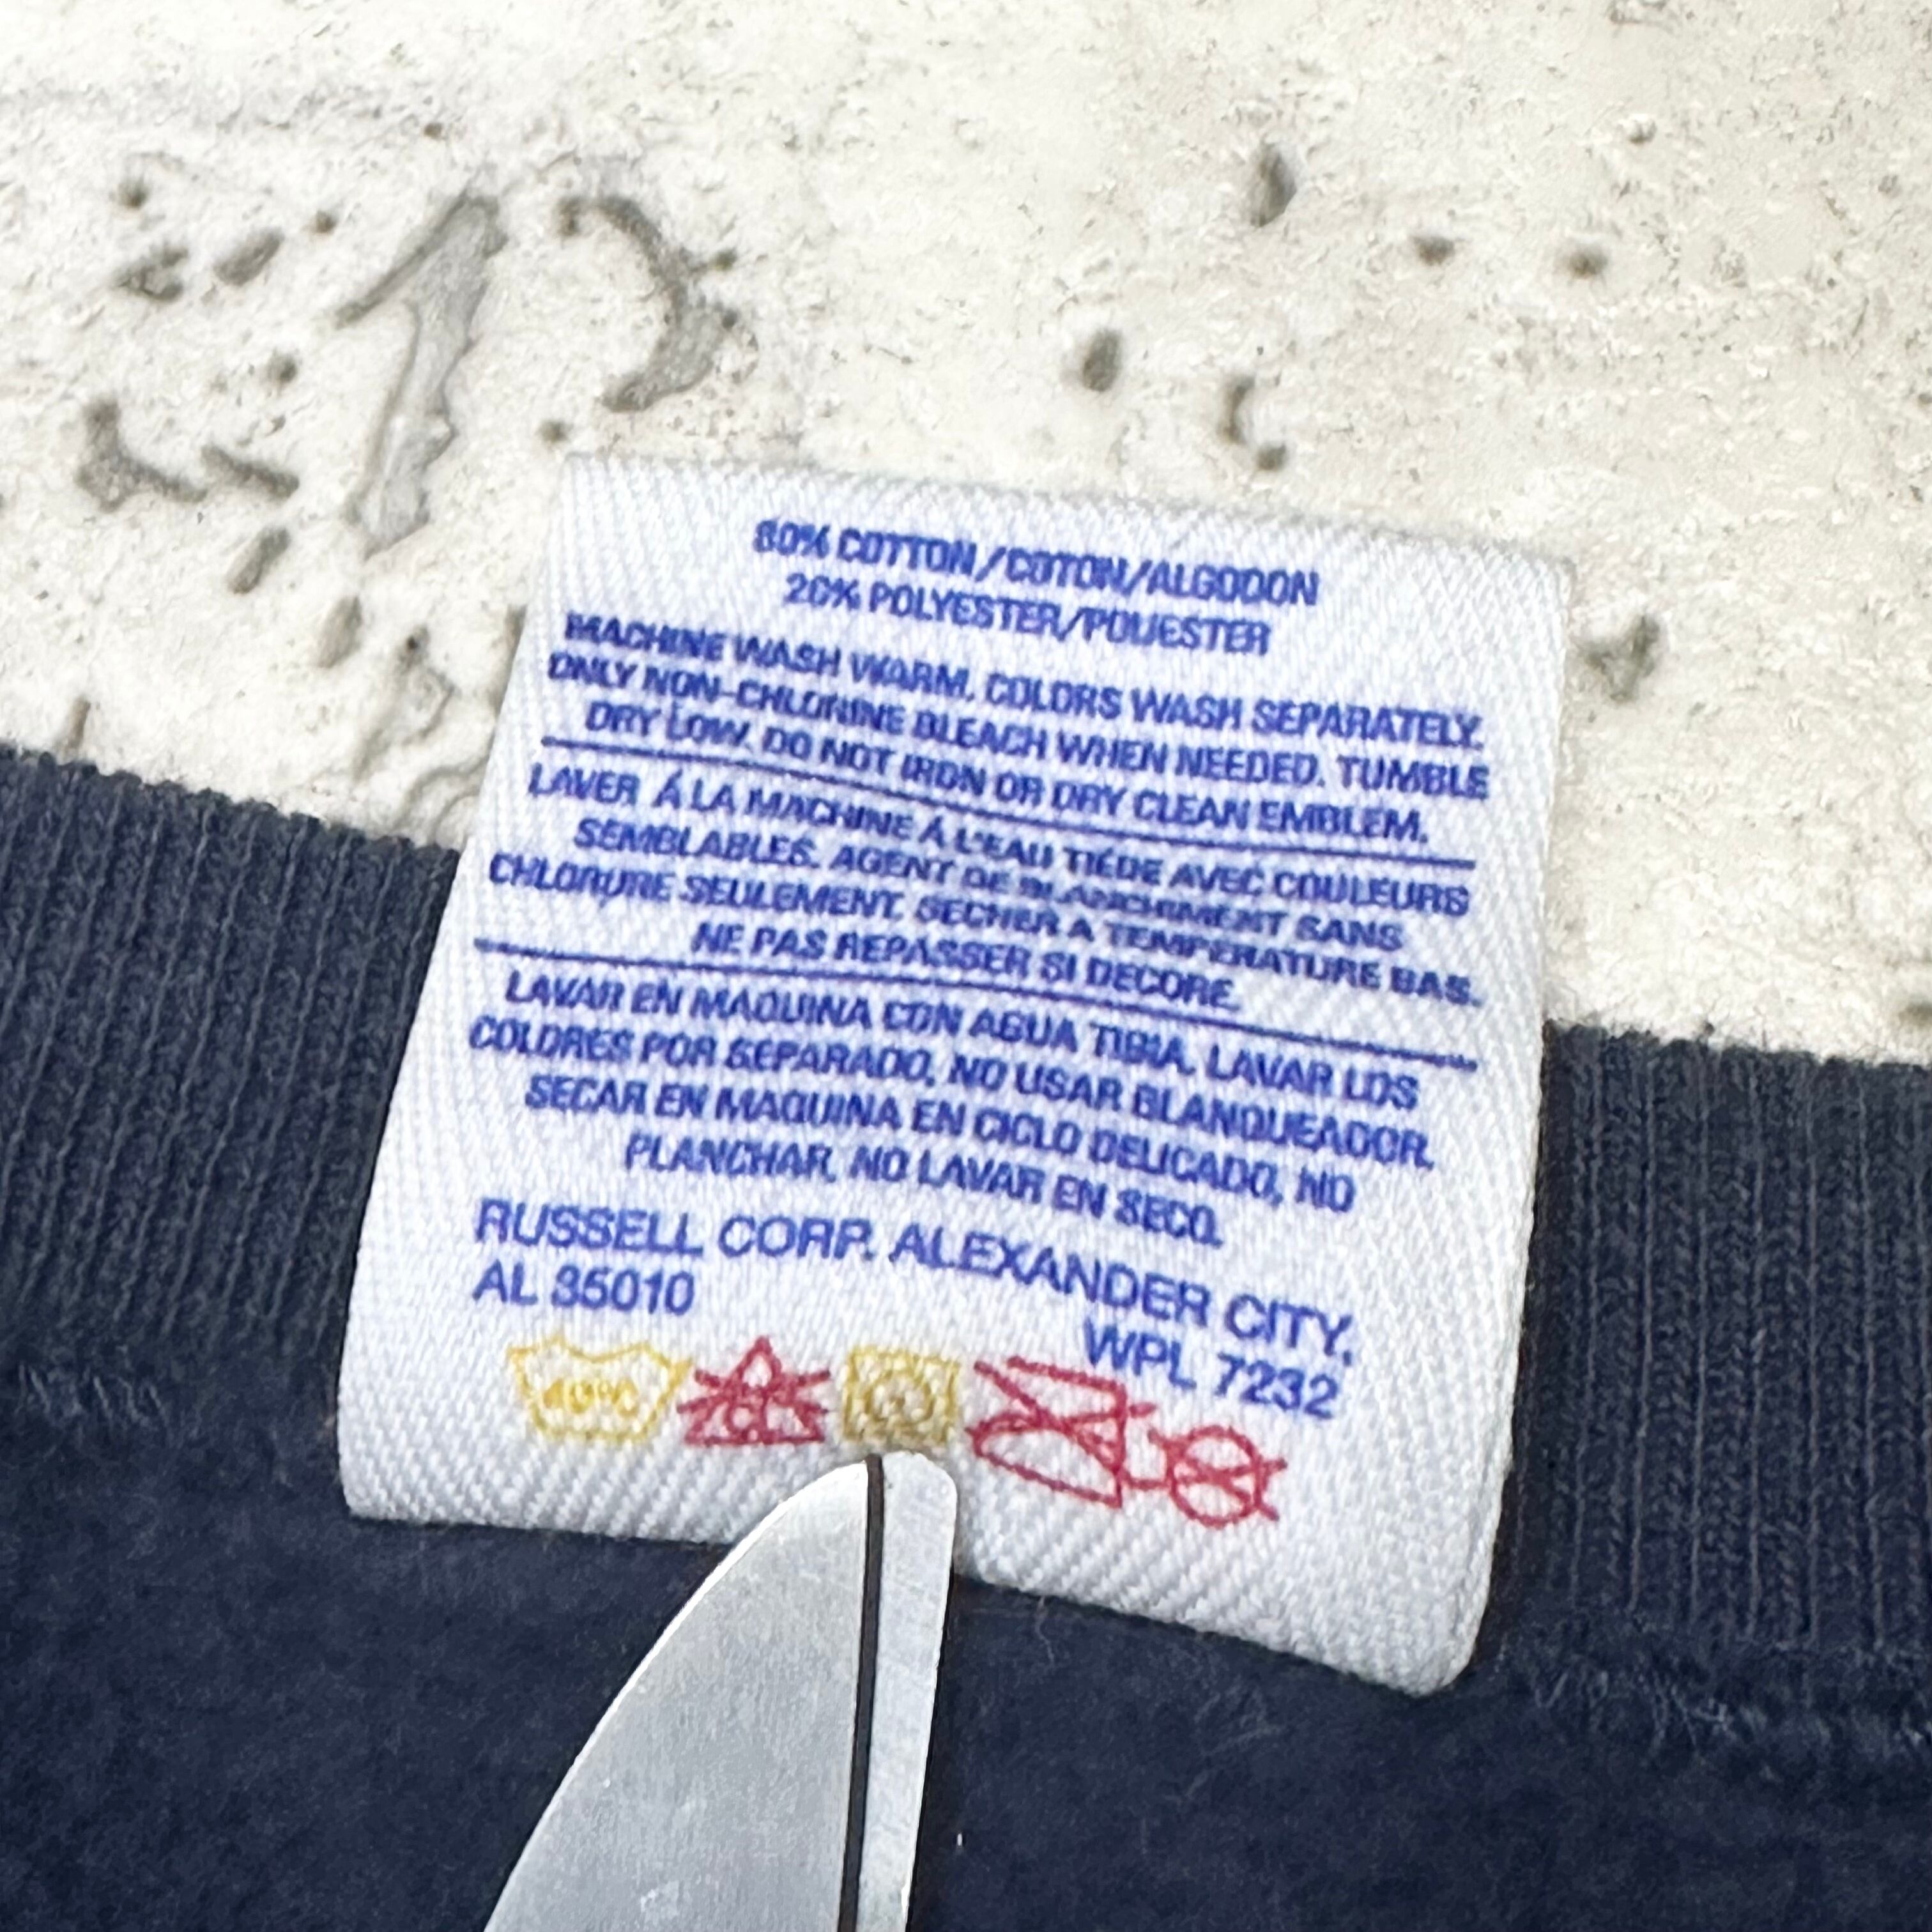 80% COTTON/COTON/ALGODON
20% POLYESTER/POLIESTER
MACHINE WASH WARM, COLORS WASH SEPARATELY.
ONLY NON-CHLORINE BLEACH WHEN NEEDED. TUMBLE
DRY LOW. DO NOT IRON OR DRY CLEAN EMBLEM.
LAVER Á LA MACHINE Á L'EAU TIÉDE AVEC COULEURS
SEMBLABLES. AGENT DE BLANCHIMENT SANS
CHLORURE SEULEMENT. SECHER A TEMPERATURE BAS.
NE PAS REPASSER SI DECORE.
LAVAR EN MAQUINA CON AGUA TIBIA, LAVAR LOS
COLORES POR SEPARADO, NO USAR BLANQUEADOR,
SECAR EN MAQUINA EN CICLO DELICADO, NO
PLANCHAR, NO LAVAR EN SECO.
RUSSELL CORP. ALEXANDER CITY,
AL 35010
WPL 7232
40°C
CL